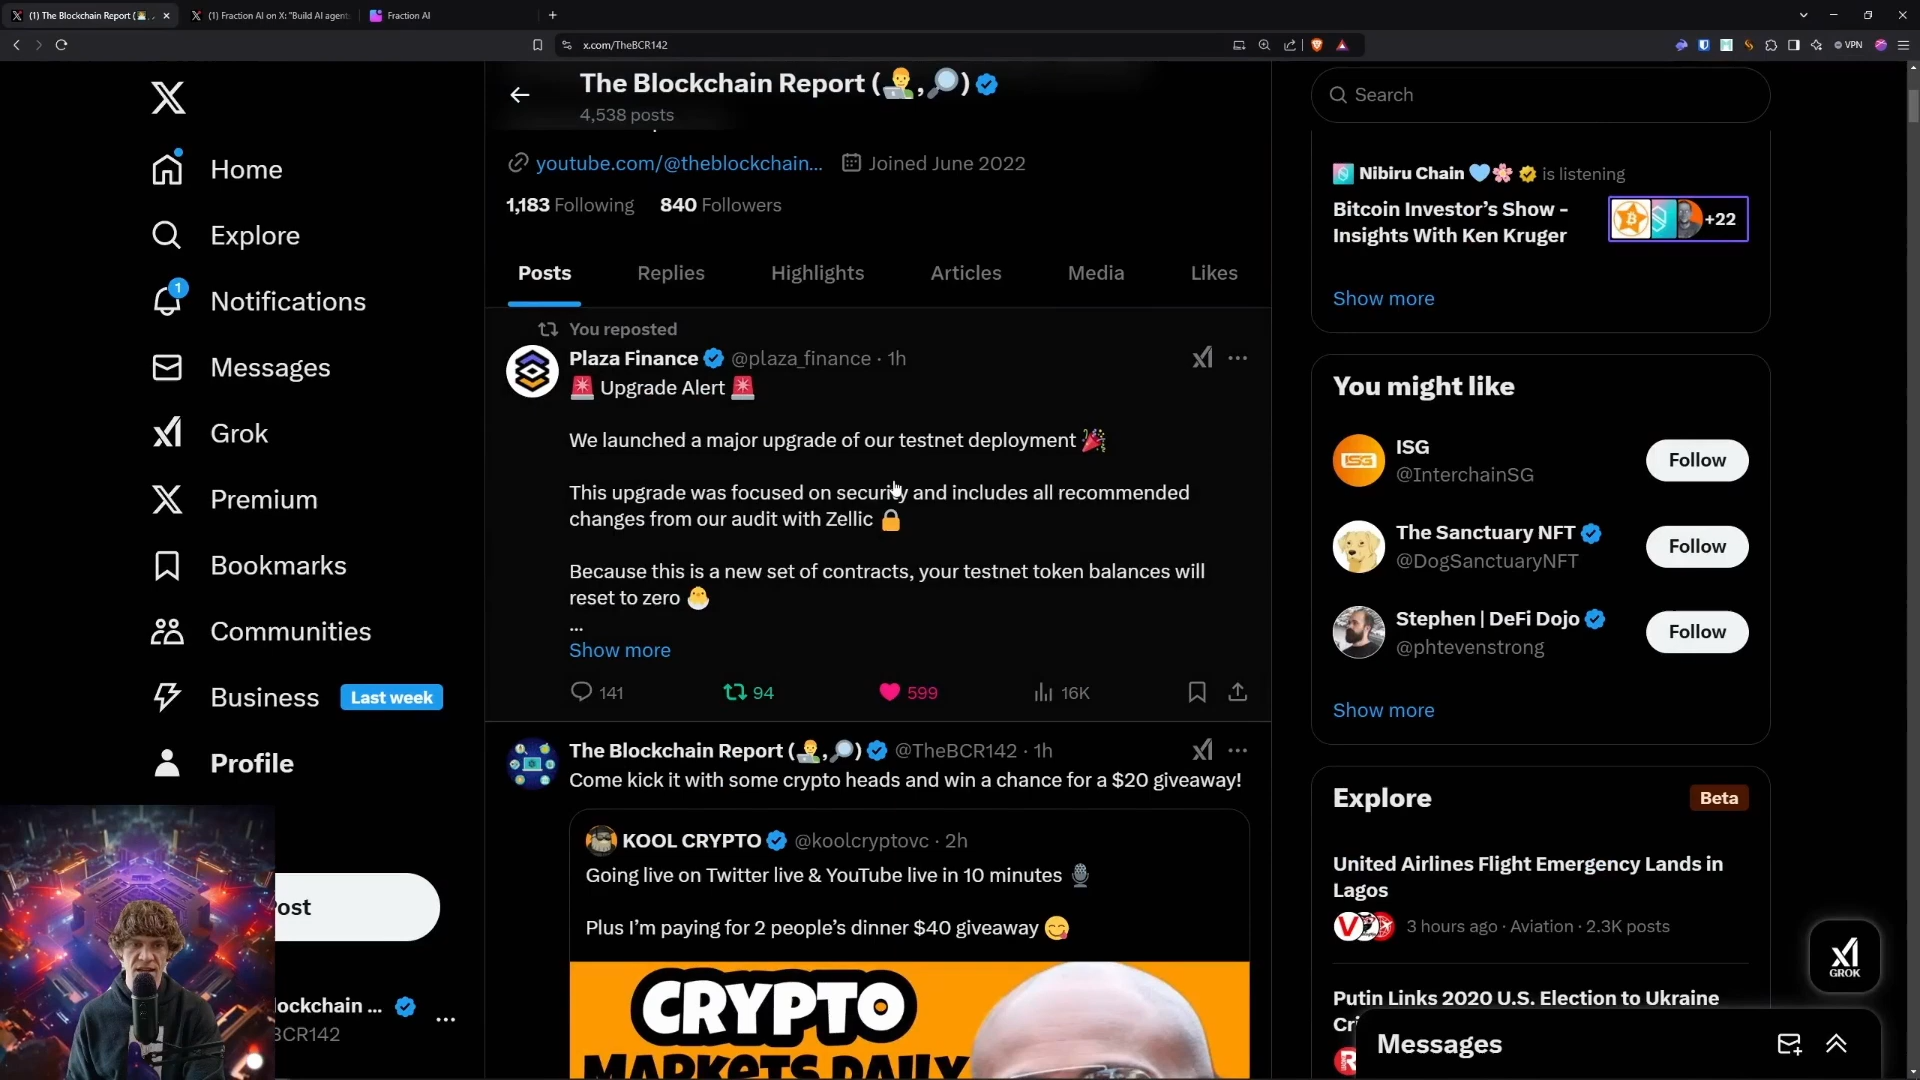 (1) The Blockchain Report (
(1) Fraction AI on X: "Build AI agent
Fraction AI
x.com/TheBCR142
VPN
The Blockchain Report (👨‍💻,🔎)
4,538 posts
youtube.com/@theblockchain...
Joined June 2022
1,183 Following
840 Followers
Posts
Replies
Highlights
Articles
Media
Likes
Home
Explore
1
Notifications
Messages
Grok
Premium
Bookmarks
Communities
Business
Last week
Profile
ost
lockchain ...
BCR142
You reposted
Plaza Finance @plaza_finance · 1h
🚨 Upgrade Alert 🚨
We launched a major upgrade of our testnet deployment 🎉
This upgrade was focused on security and includes all recommended
changes from our audit with Zellic 🔒
Because this is a new set of contracts, your testnet token balances will
reset to zero 🐣
...
Show more
141
94
599
16K
The Blockchain Report (👨‍💻,🔎) @TheBCR142 · 1h
Come kick it with some crypto heads and win a chance for a $20 giveaway!
KOOL CRYPTO @koolcryptovc · 2h
Going live on Twitter live & YouTube live in 10 minutes 🎙️
Plus I'm paying for 2 people's dinner $40 giveaway 😋
CRYPTO
MARKETS DAILY
Search
Nibiru Chain 🩵🌸 is listening
Bitcoin Investor's Show -
Insights With Ken Kruger
+22
Show more
You might like
ISG
@InterchainSG
Follow
The Sanctuary NFT
@DogSanctuaryNFT
Follow
Stephen | DeFi Dojo
@phtevenstrong
Follow
Show more
Explore
Beta
United Airlines Flight Emergency Lands in
Lagos
3 hours ago · Aviation · 2.3K posts
Putin Links 2020 U.S. Election to Ukraine
Cri
GROK
Messages